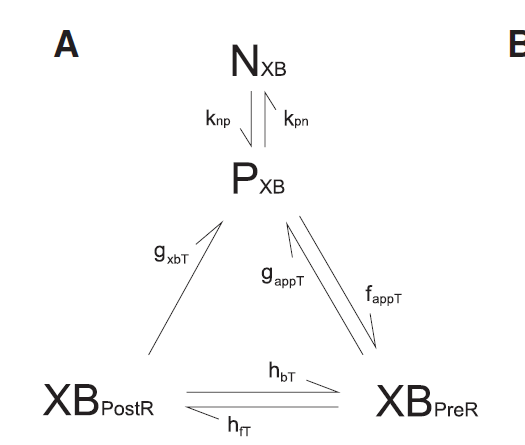 A
B
NXB
knp
kpn
PXB
gxbT
gappT
fappT
hbT
XBPostR
XBPreR
hfT